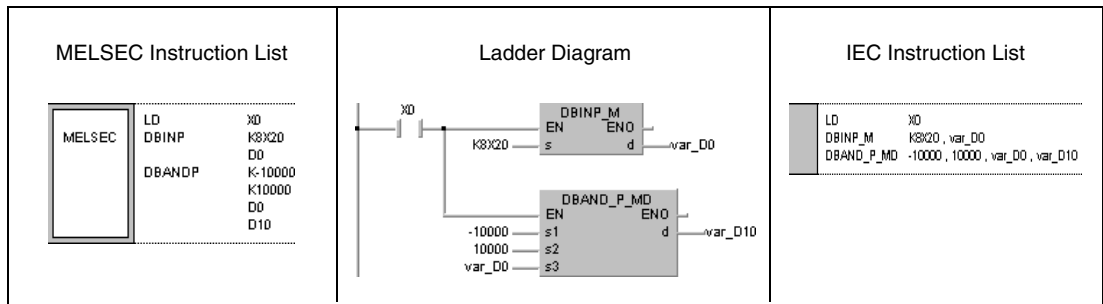 MELSEC Instruction List
Ladder Diagram
IEC Instruction List
MELSEC
LD X0
DBINP K8X20
D0
DBANDP K-10000
K10000
D0
D10
X0
DBINP_M
EN ENO
K8X20 s d var_D0
DBAND_P_MD
EN ENO
-10000 s1 d var_D10
10000 s2
var_D0 s3
LD X0
DBINP_M K8X20 , var_D0
DBAND_P_MD -10000 , 10000 , var_D0 , var_D10